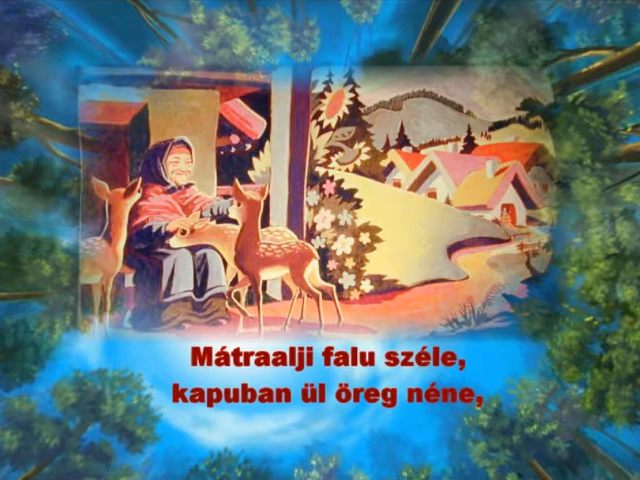 Mátraalji falu széle,
kapuban ül öreg néne,